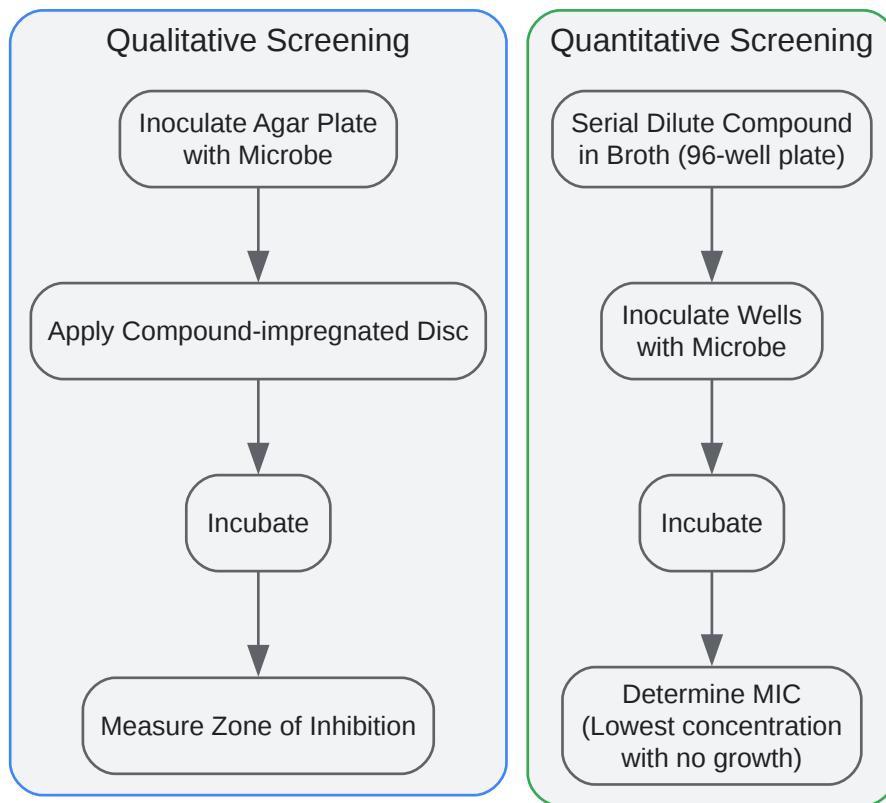 Qualitative Screening
Inoculate Agar Plate
with Microbe
Apply Compound-impregnated Disc
Incubate
Measure Zone of Inhibition
Quantitative Screening
Serial Dilute Compound
in Broth (96-well plate)
Inoculate Wells
with Microbe
Incubate
Determine MIC
(Lowest concentration
with no growth)